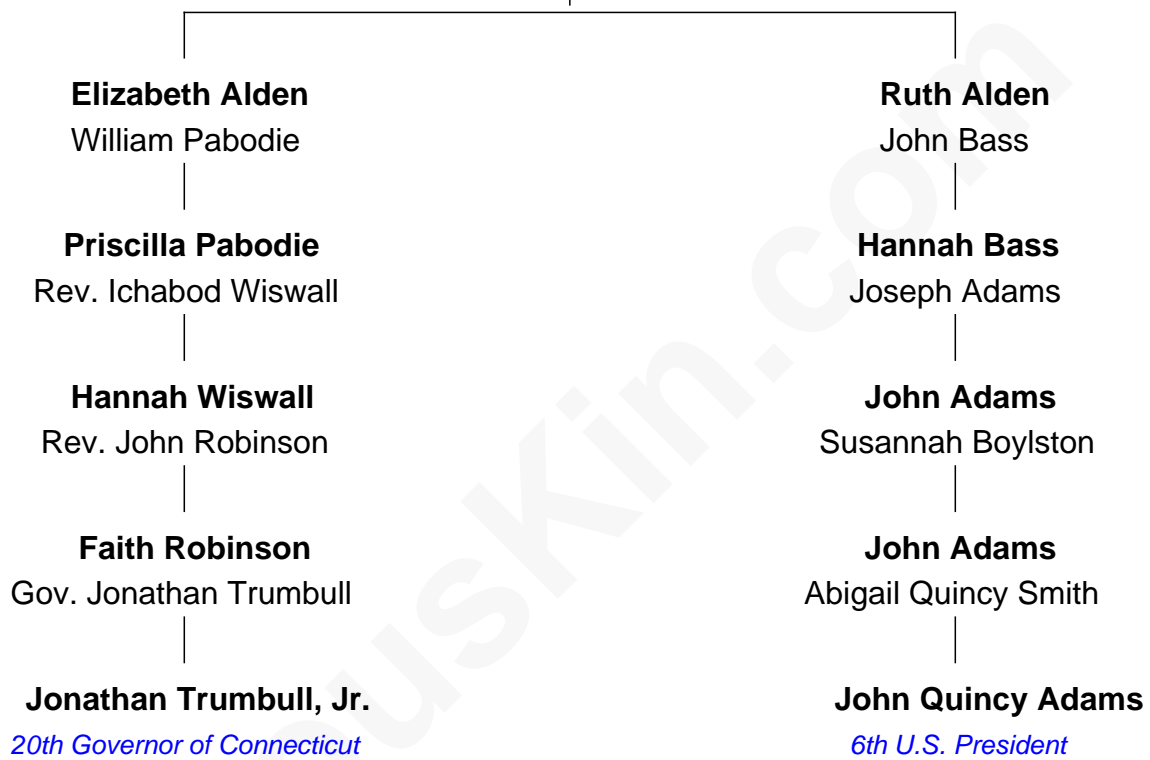 Elizabeth Alden
William Pabodie
Priscilla Pabodie
Rev. Ichabod Wiswall
Hannah Wiswall
Rev. John Robinson
Faith Robinson
Gov. Jonathan Trumbull
Jonathan Trumbull, Jr.
20th Governor of Connecticut
Ruth Alden
John Bass
Hannah Bass
Joseph Adams
John Adams
Susannah Boylston
John Adams
Abigail Quincy Smith
John Quincy Adams
6th U.S. President
ousKin.com